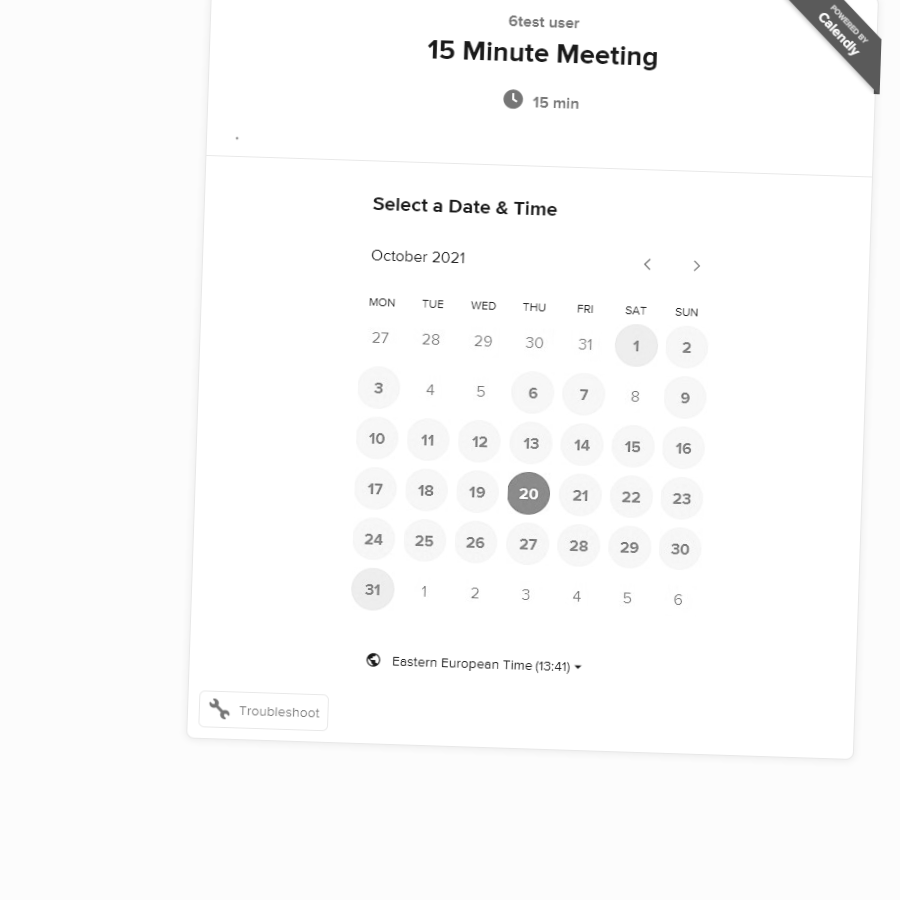 POWERED BY
Calendly
6test user
15 Minute Meeting
15 min
.
Select a Date & Time
October 2021
MON TUE WED THU FRI SAT SUN
27 28 29 30 31 1 2
3 4 5 6 7 8 9
10 11 12 13 14 15 16
17 18 19 20 21 22 23
24 25 26 27 28 29 30
31 1 2 3 4 5 6
Eastern European Time (13:41)
Troubleshoot